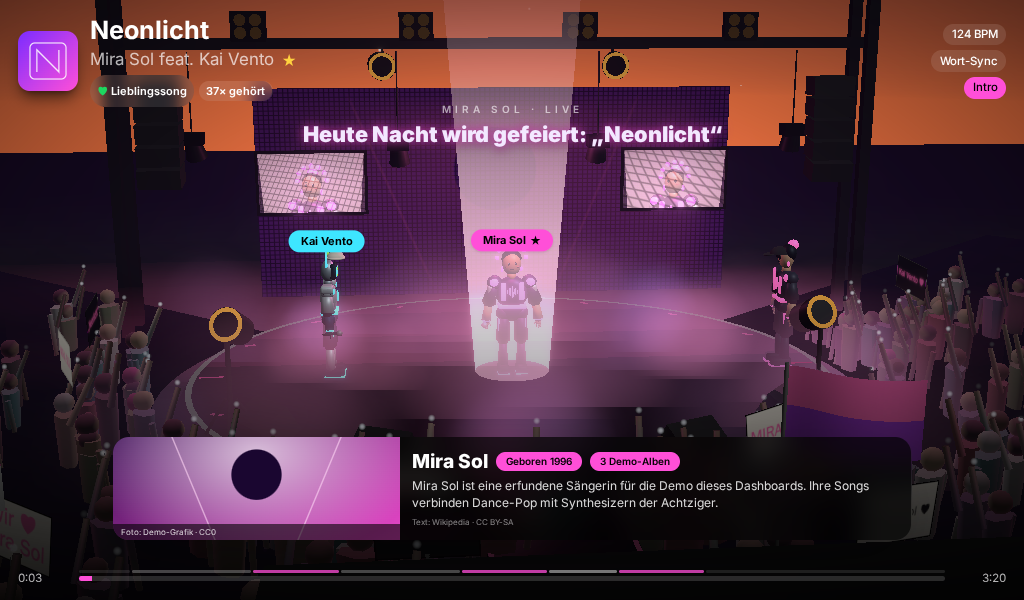 Neonlicht
Mira Sol feat. Kai Vento ★
Lieblingssong
37× gehört
124 BPM
Wort-Sync
Intro
MIRA SOL · LIVE
Heute Nacht wird gefeiert: „Neonlicht“
Kai Vento
Mira Sol ★
MIRA
Mira Sol
Geboren 1996
3 Demo-Alben
Mira Sol ist eine erfundene Sängerin für die Demo dieses Dashboards. Ihre Songs
verbinden Dance-Pop mit Synthesizern der Achtziger.
Text: Wikipedia · CC BY-SA
Foto: Demo-Grafik · CC0
0:03
3:20